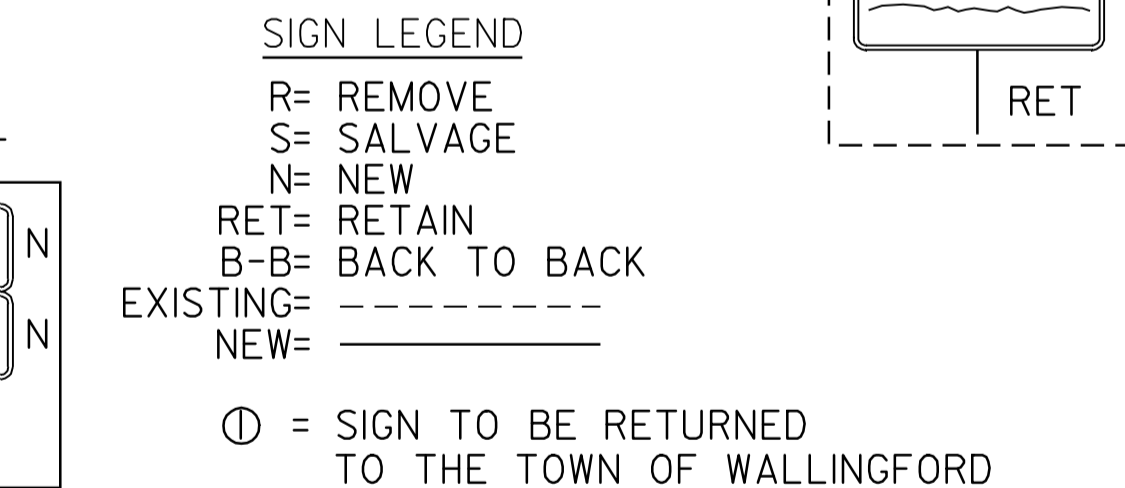 SIGN LEGEND
R= REMOVE
S= SALVAGE
N= NEW
RET= RETAIN
B-B= BACK TO BACK
EXISTING=
NEW=
Ⓘ = SIGN TO BE RETURNED
TO THE TOWN OF WALLINGFORD
RET
N
N